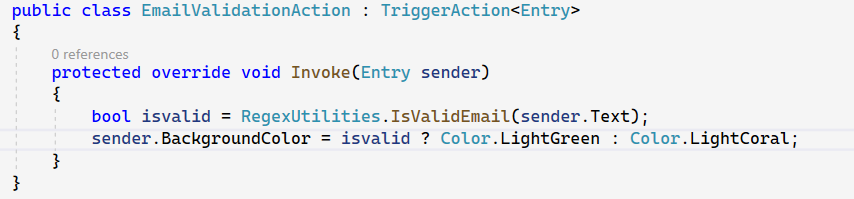 public class EmailValidationAction : TriggerAction<Entry>
{
0 references
protected override void Invoke(Entry sender)
{
bool isvalid = RegexUtilities.IsValidEmail(sender.Text);
sender.BackgroundColor = isvalid ? Color.LightGreen : Color.LightCoral;
}
}